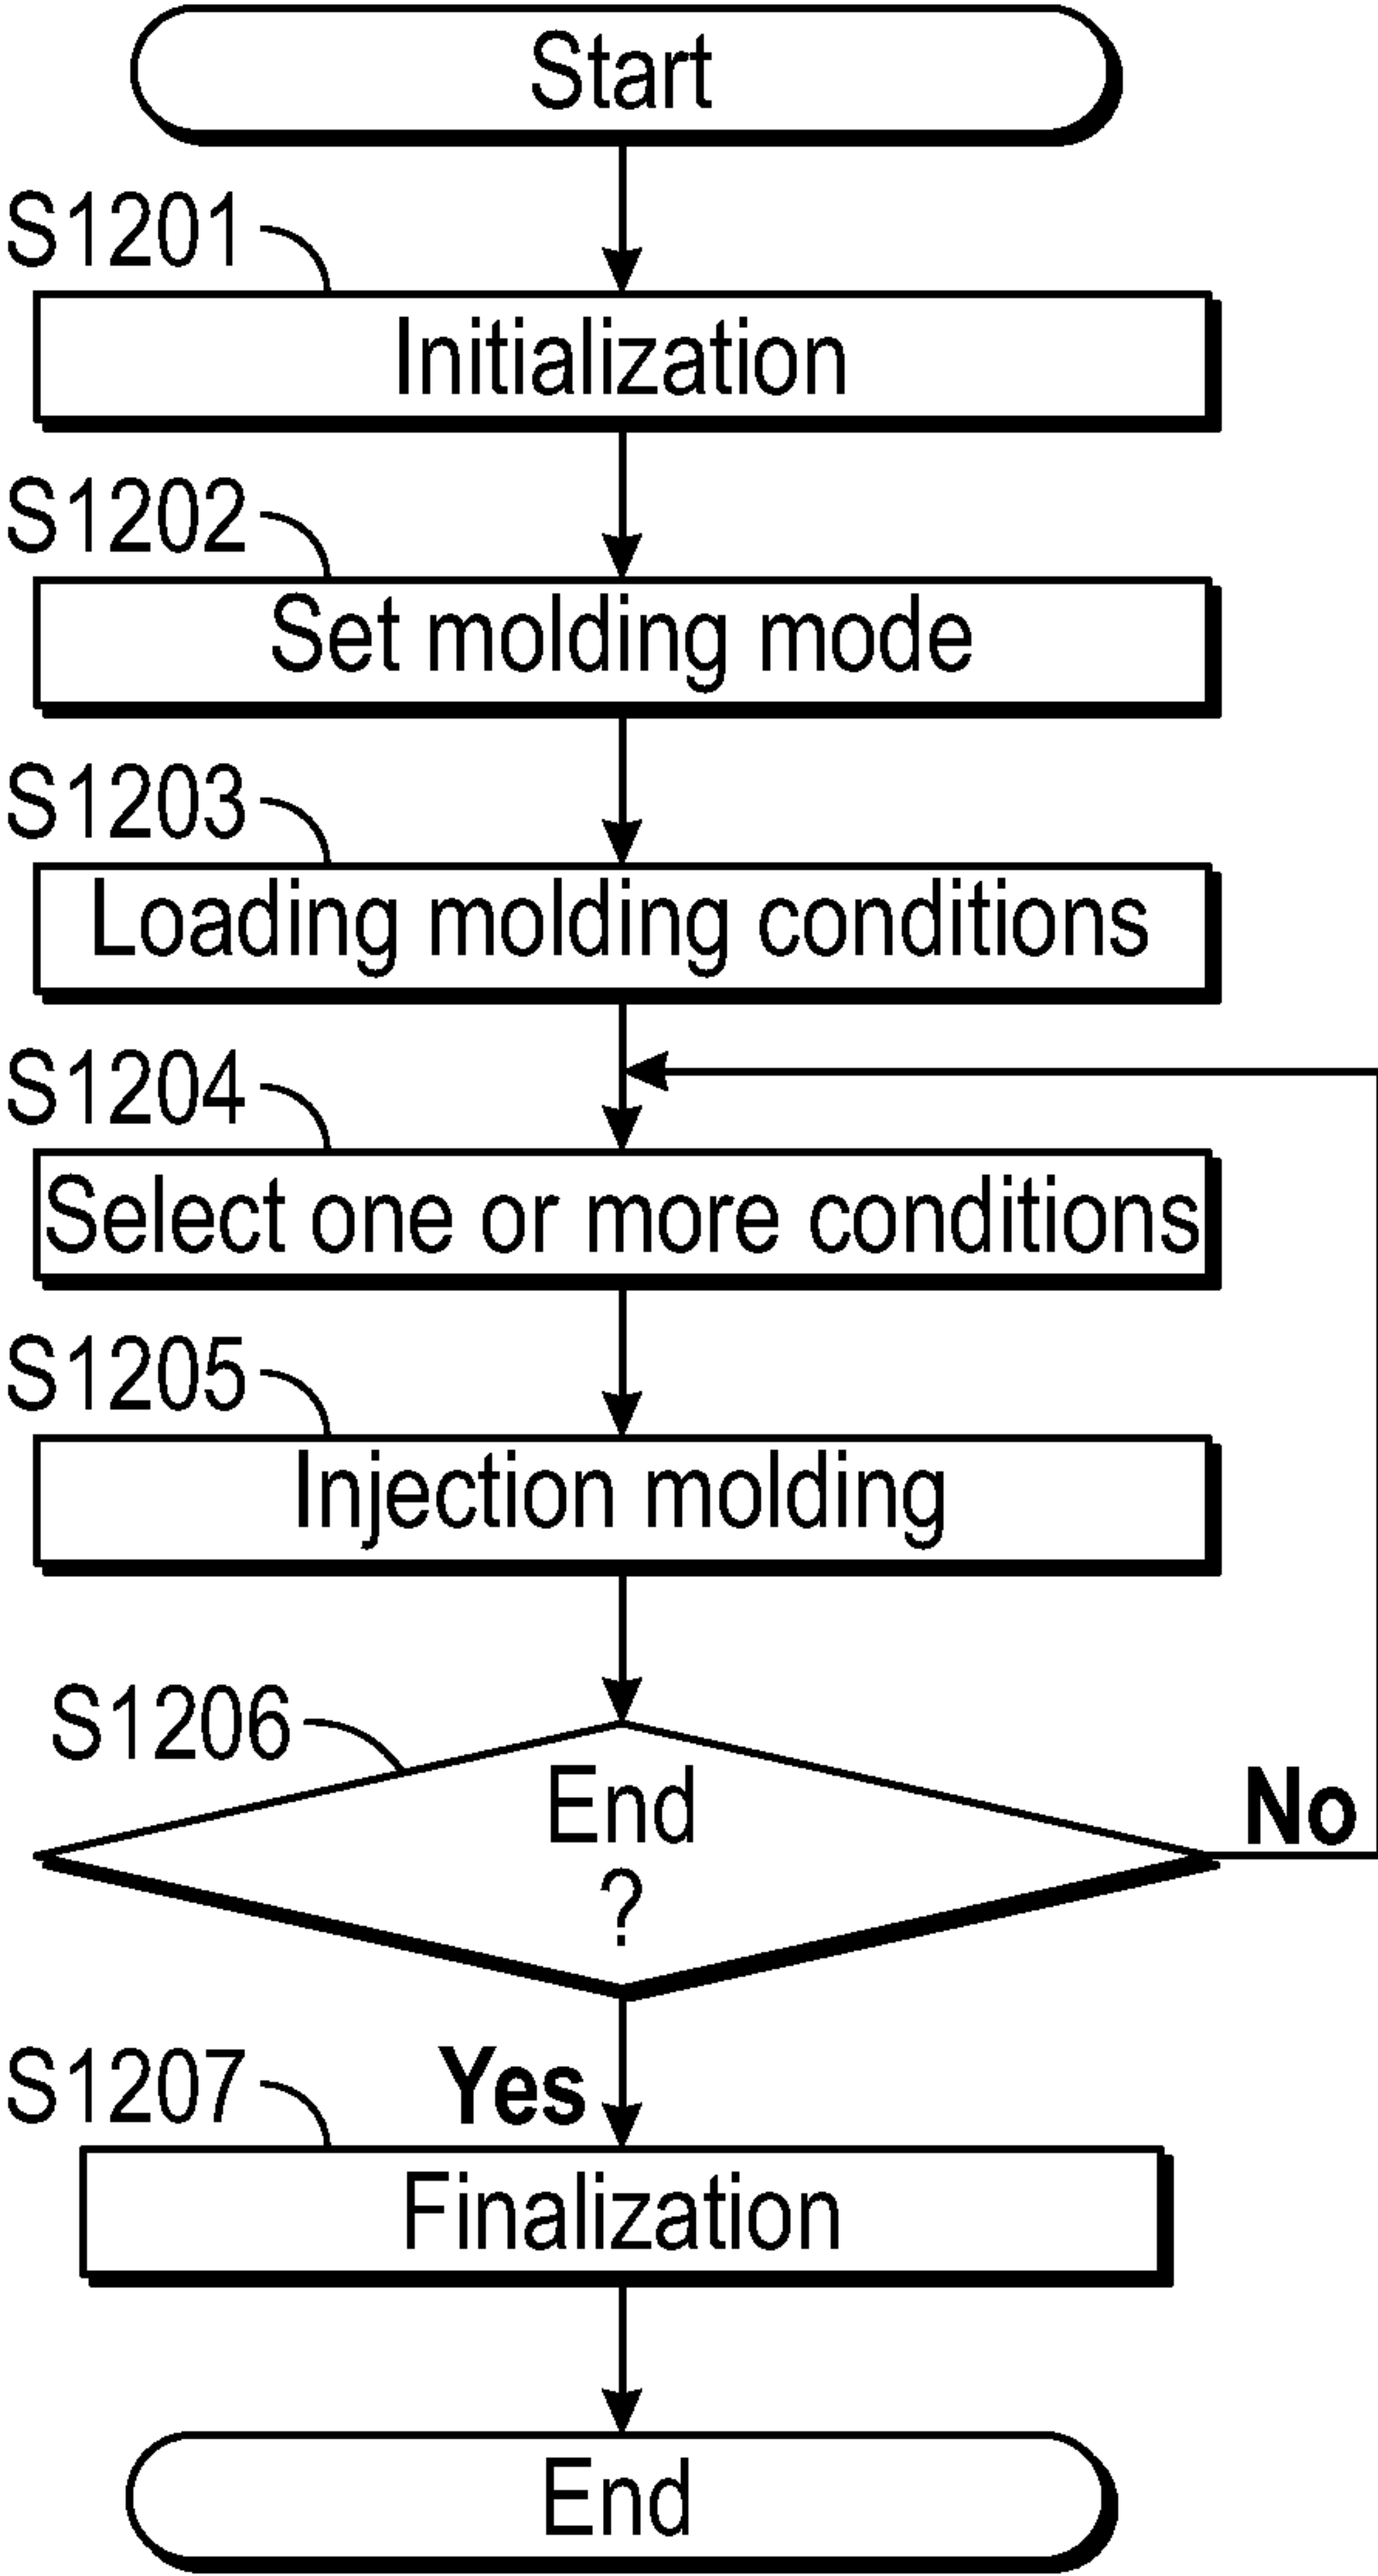 Start
S1201
Initialization
S1202
Set molding mode
S1203
Loading molding conditions
S1204
Select one or more conditions
S1205
Injection molding
S1206
End
?
No
Yes
S1207
Finalization
End